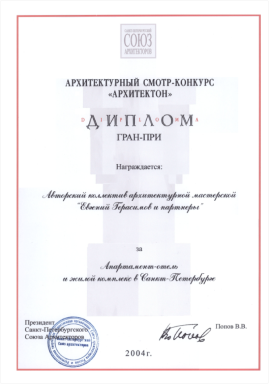 САНКТ-ПЕТЕРБУРГСКИЙ
СОЮЗ
АРХИТЕКТОРОВ
АРХИТЕКТУРНЫЙ СМОТР-КОНКУРС
«АРХИТЕКТОН»
ДИПЛОМ
ГРАН-ПРИ
Награждается:
Авторский коллектив архитектурной мастерской
"Евгений Герасимов и партнеры"
за
Апартамент-отель
и жилой комплекс в Санкт-Петербурге
Президент
Санкт-Петербургского
Союза Архитекторов
Попов В.В.
2004г.